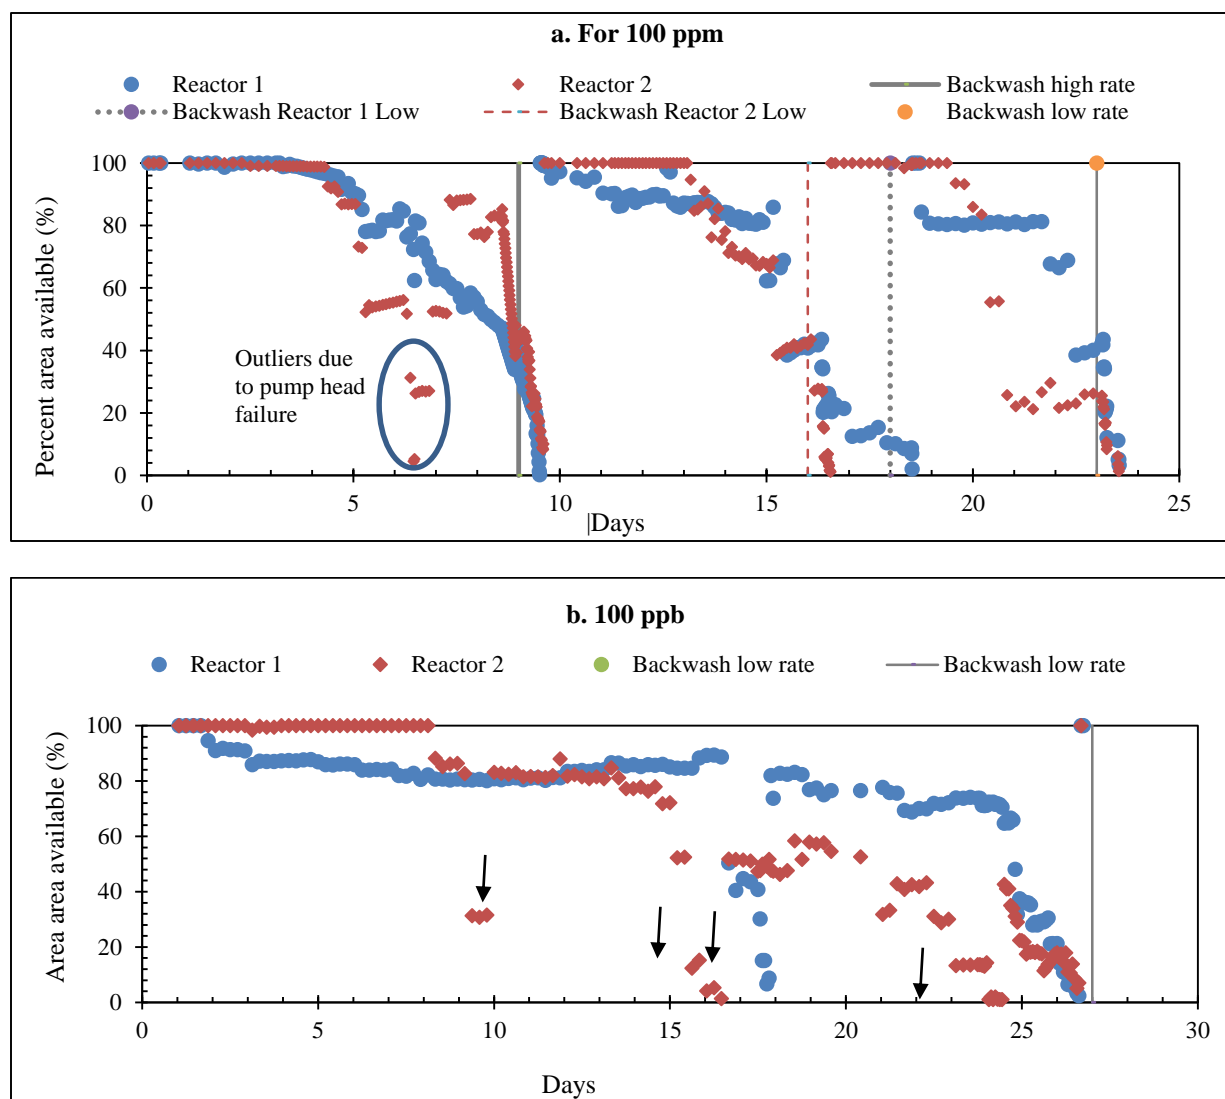 a. For 100 ppm
Reactor 1 Reactor 2 Backwash high rate
Backwash Reactor 1 Low Backwash Reactor 2 Low Backwash low rate
Percent area available (%)
100
80
60
40
20
0
Outliers due
to pump head
failure
0 5 10 15 20 25
|Days
b. 100 ppb
Reactor 1 Reactor 2 Backwash low rate Backwash low rate
Area area available (%)
100
80
60
40
20
0
0 5 10 15 20 25 30
Days